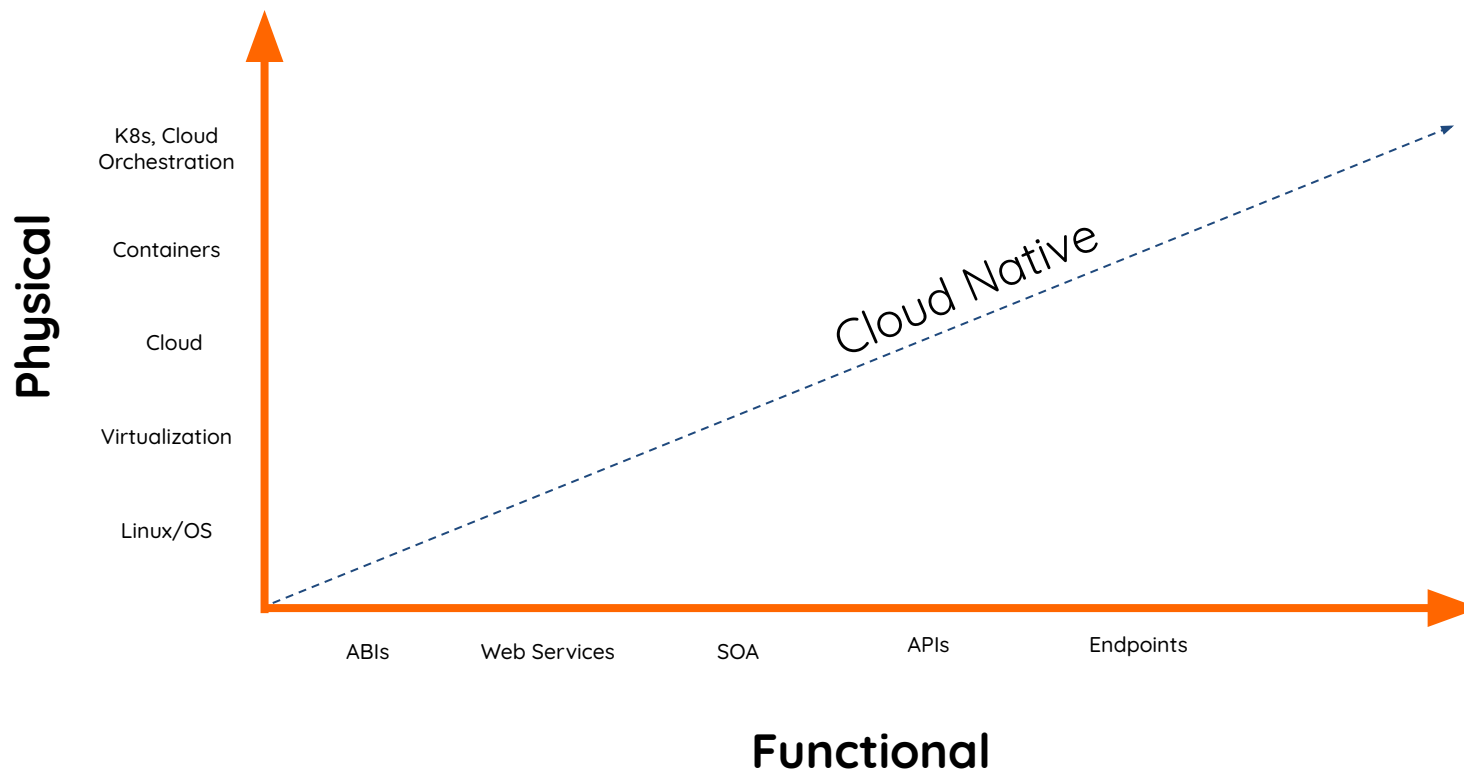 K8s, Cloud
Orchestration
Containers
Cloud
Virtualization
Linux/OS
Physical
Cloud Native
ABIs
Web Services
SOA
APIs
Endpoints
Functional